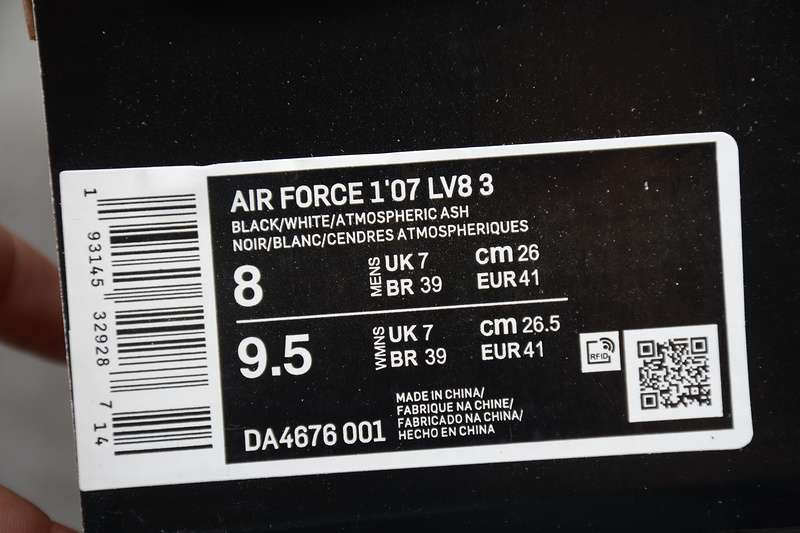 AIR FORCE 1'07 LV8 3
BLACK/WHITE/ATMOSPHERIC ASH
NOIR/BLANC/CENDRES ATMOSPHERIQUES
8 MENS UK 7 cm 26
BR 39 EUR 41
9.5 WMNS UK 7 cm 26.5
BR 39 EUR 41
RFID
DA4676 001
MADE IN CHINA/
FABRIQUE NA CHINE/
FABRICADO NA CHINA/
HECHO EN CHINA
1 93145 32928 7 14